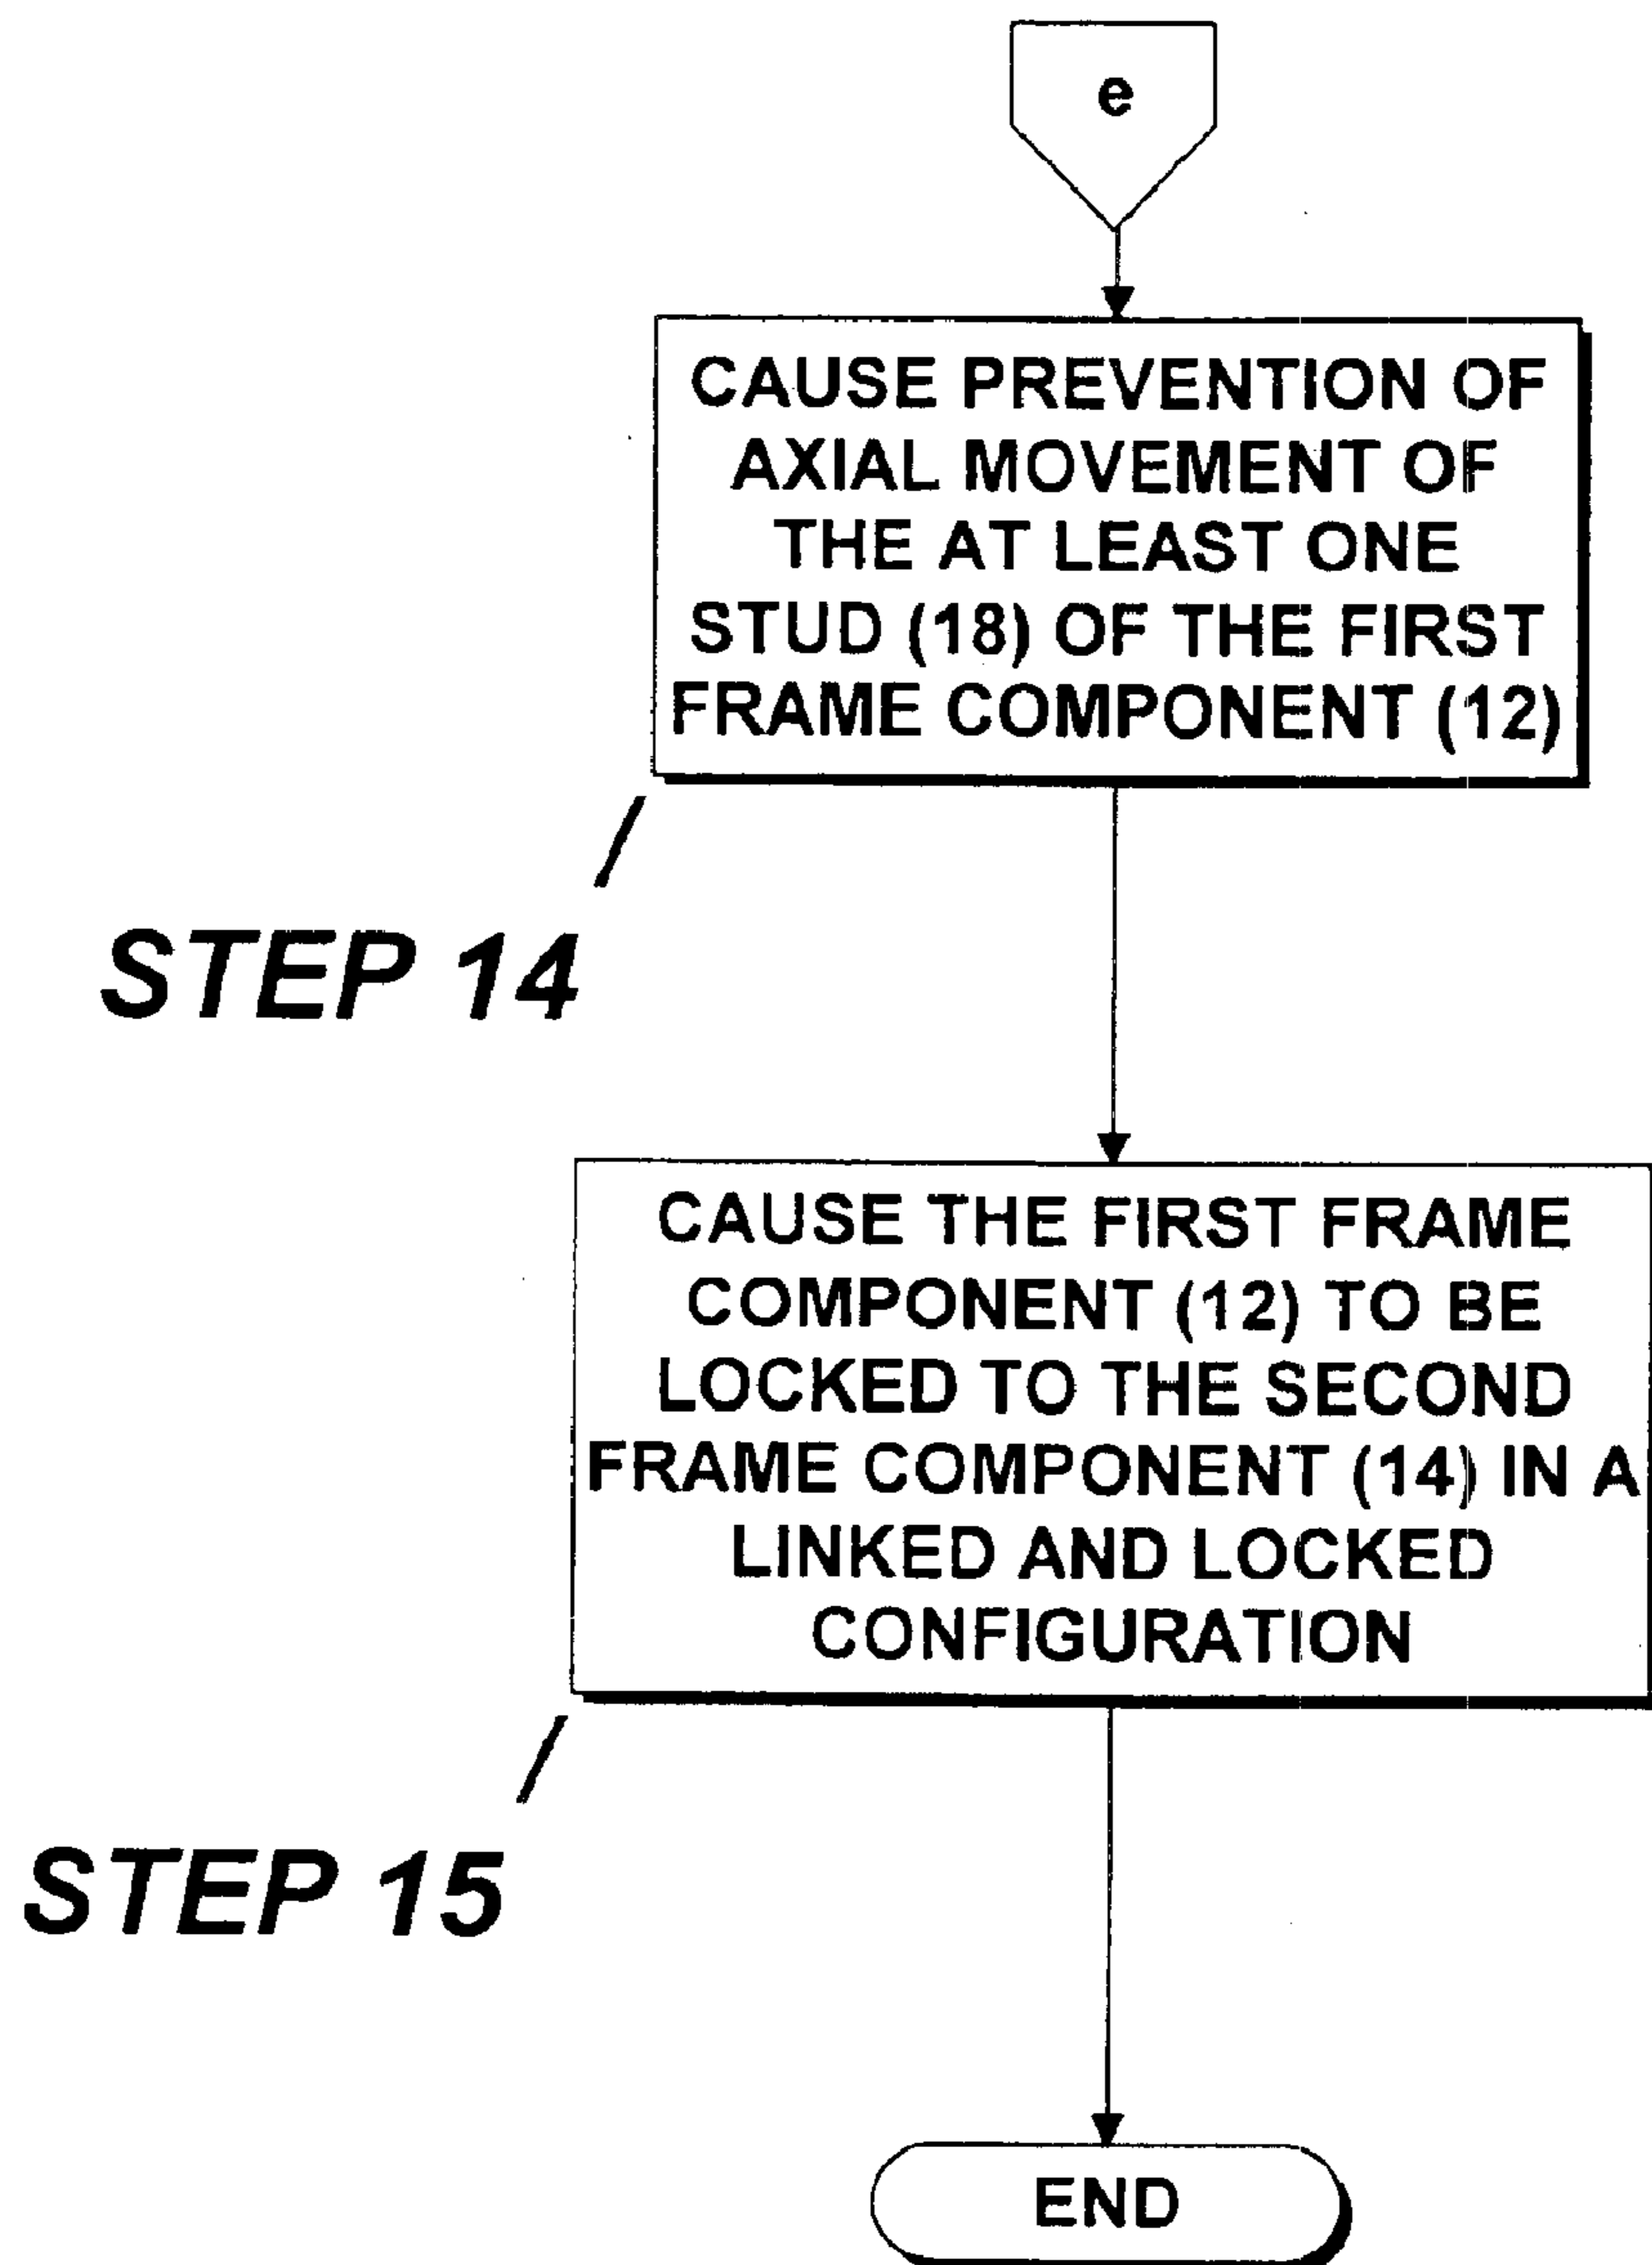 e
CAUSE PREVENTION OF
AXIAL MOVEMENT OF
THE AT LEAST ONE
STUD (18) OF THE FIRST
FRAME COMPONENT (12)
STEP 14
CAUSE THE FIRST FRAME
COMPONENT (12) TO BE
LOCKED TO THE SECOND
FRAME COMPONENT (14) IN A
LINKED AND LOCKED
CONFIGURATION
STEP 15
END